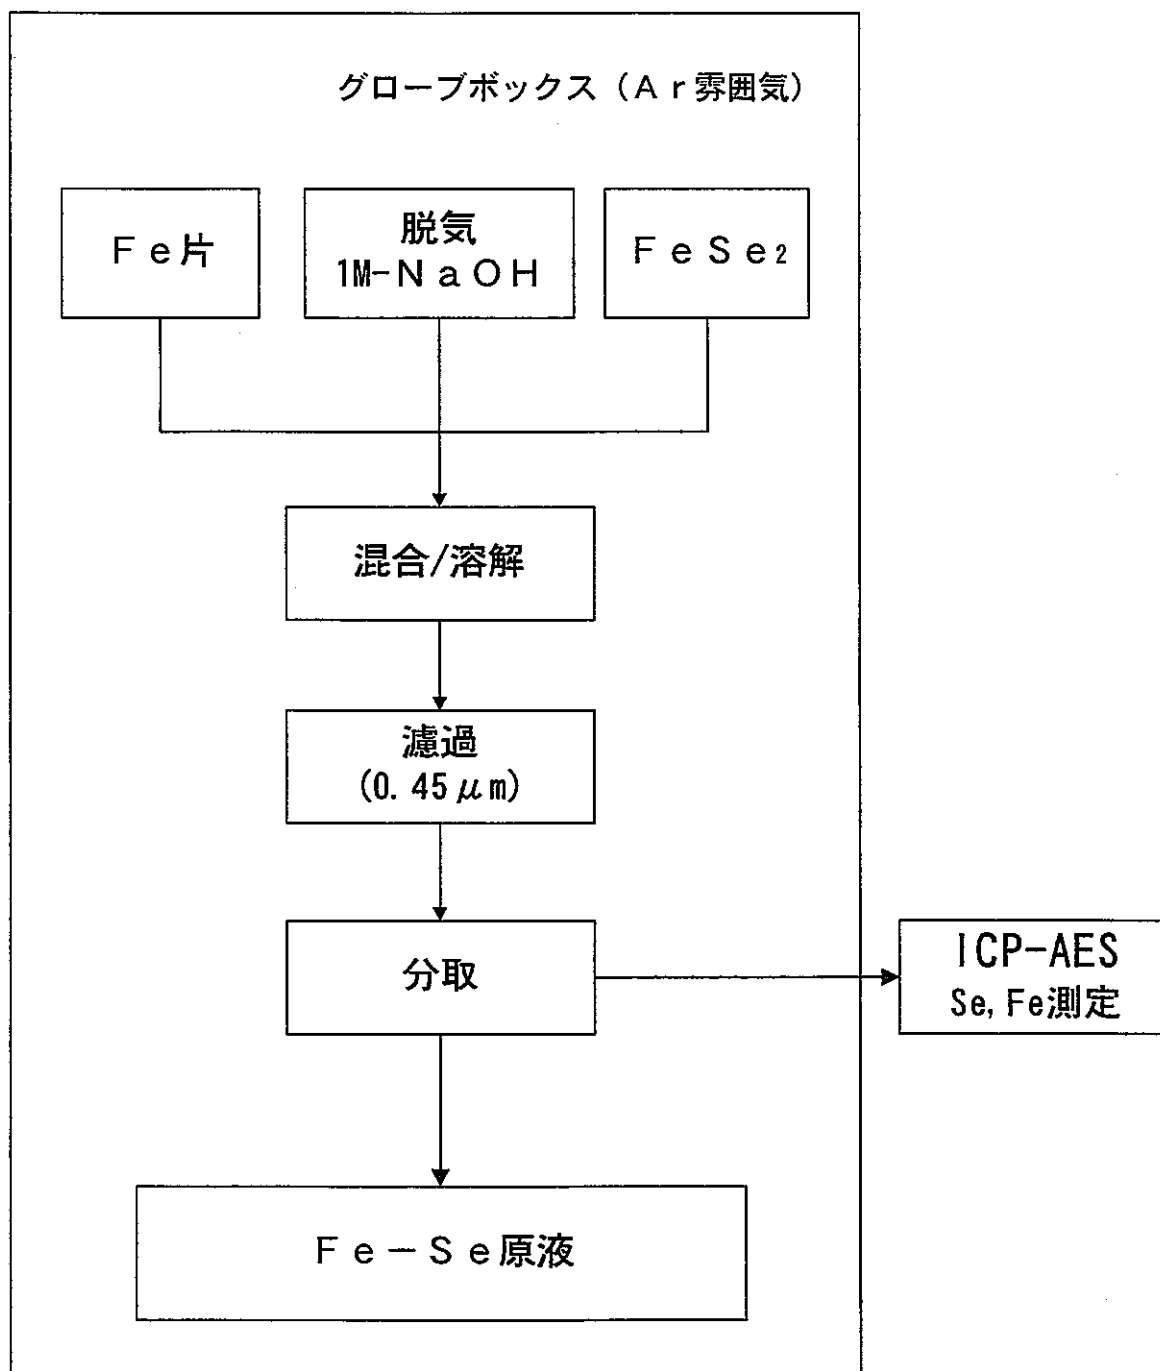 グローブボックス（Ａｒ雰囲気）
Ｆｅ片
脱気
1M-ＮａＯＨ
ＦｅＳｅ₂
混合/溶解
濾過
(0.45μm)
分取
ICP-AES
Se,Fe測定
Ｆｅ－Ｓｅ原液